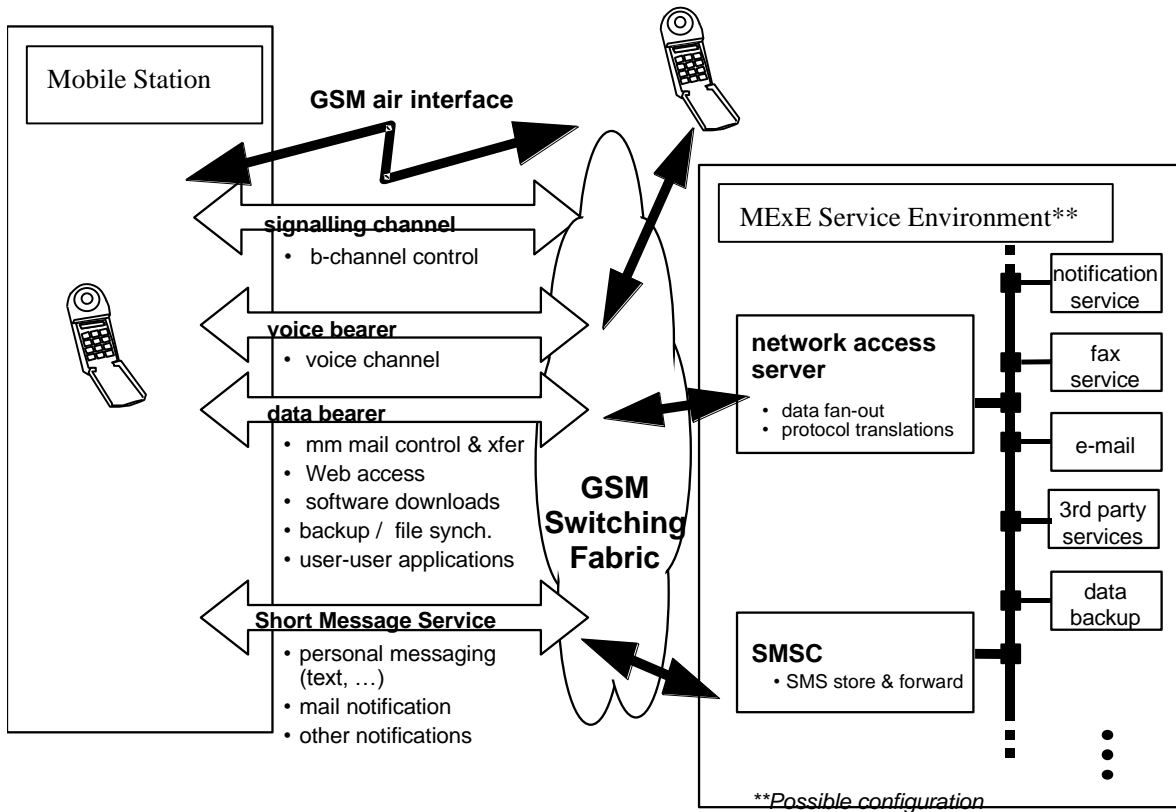 Mobile Station
GSM air interface
signalling channel
• b-channel control
voice bearer
• voice channel
data bearer
• mm mail control & xfer
• Web access
• software downloads
• backup / file synch.
• user-user applications
Short Message Service
• personal messaging
(text, …)
• mail notification
• other notifications
GSM
Switching
Fabric
MExE Service Environment**
network access
server
• data fan-out
• protocol translations
SMSC
• SMS store & forward
notification
service
fax
service
e-mail
3rd party
services
data
backup
**Possible configuration